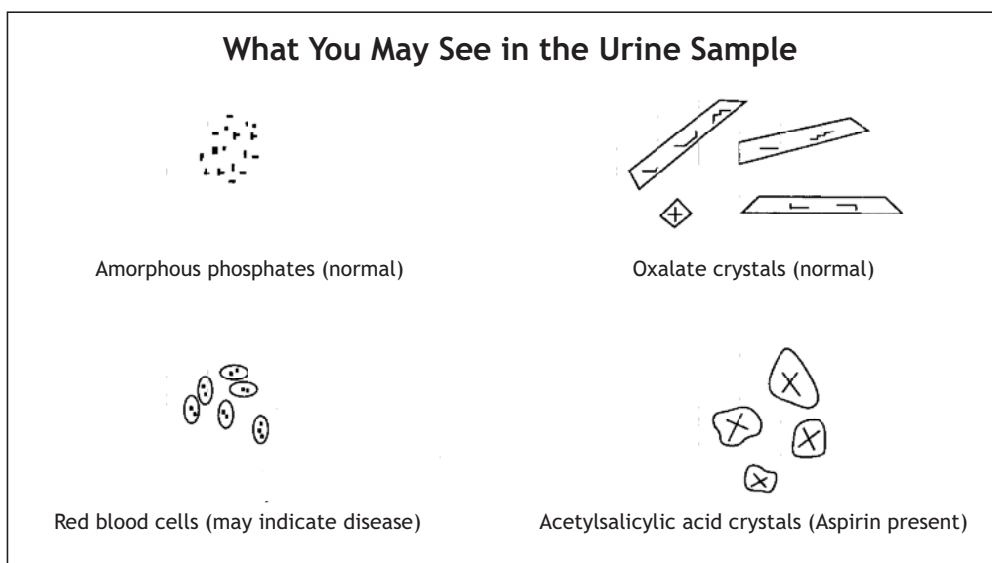 What You May See in the Urine Sample
Amorphous phosphates (normal)
Oxalate crystals (normal)
Red blood cells (may indicate disease)
Acetylsalicylic acid crystals (Aspirin present)